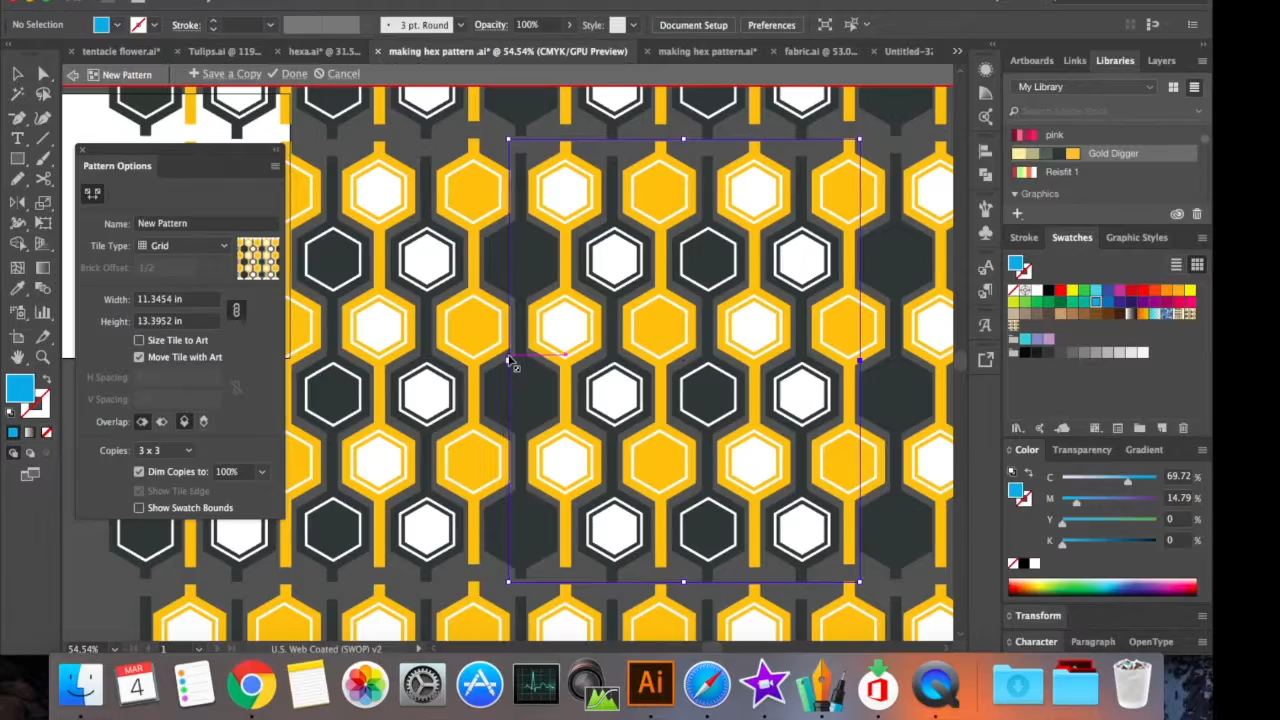 No Selection Stroke: 3 pt. Round Opacity: 100% Style: Document Setup Preferences
tentacle flower.ai* Tulips.ai @ 119... hexa.ai* @ 31.5... making hex pattern .ai* @ 54.54% (CMYK/GPU Preview) making hex pattern.ai* fabric.ai @ 53.0... Untitled-3
New Pattern Save a Copy Done Cancel
Artboards Links Libraries Layers
My Library
Search Adobe Stock
pink
Gold Digger
Reisfit 1
Graphics
Stroke Swatches Graphic Styles
Color Transparency Gradient
C 69.72 %
M 14.79 %
Y 0 %
K 0 %
Transform
Character Paragraph OpenType
Pattern Options
Name: New Pattern
Tile Type: Grid
Brick Offset: 1/2
Width: 11.3454 in
Height: 13.3952 in
Size Tile to Art
Move Tile with Art
H Spacing:
V Spacing:
Overlap:
Copies: 3 x 3
Dim Copies to: 100%
Show Tile Edge
Show Swatch Bounds
54.54% 1 U.S. Web Coated (SWOP) v2
MAR
4
Ai